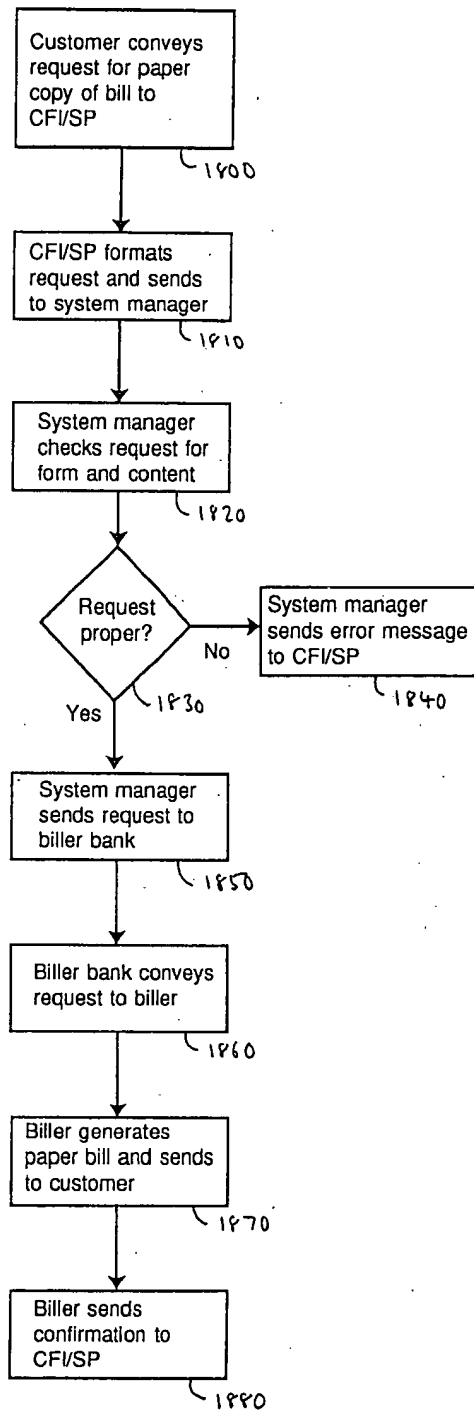 Customer conveys
request for paper
copy of bill to
CFI/SP
1800
CFI/SP formats
request and sends
to system manager
1810
System manager
checks request for
form and content
1820
Request
proper?
1830
No
System manager
sends error message
to CFI/SP
1840
Yes
System manager
sends request to
biller bank
1850
Biller bank conveys
request to biller
1860
Biller generates
paper bill and sends
to customer
1870
Biller sends
confirmation to
CFI/SP
1880